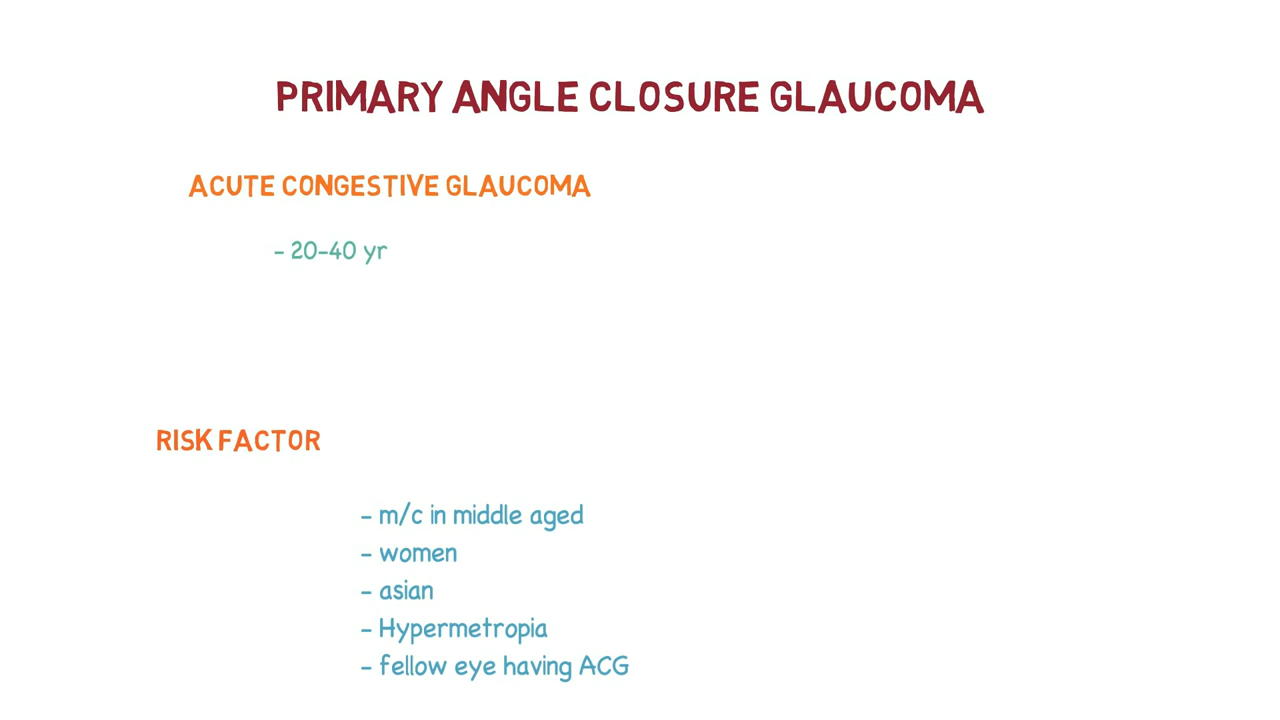 PRIMARY ANGLE CLOSURE GLAUCOMA
ACUTE CONGESTIVE GLAUCOMA
- 20-40 yr
RISK FACTOR
- m/c in middle aged
- women
- asian
- Hypermetropia
- fellow eye having ACG